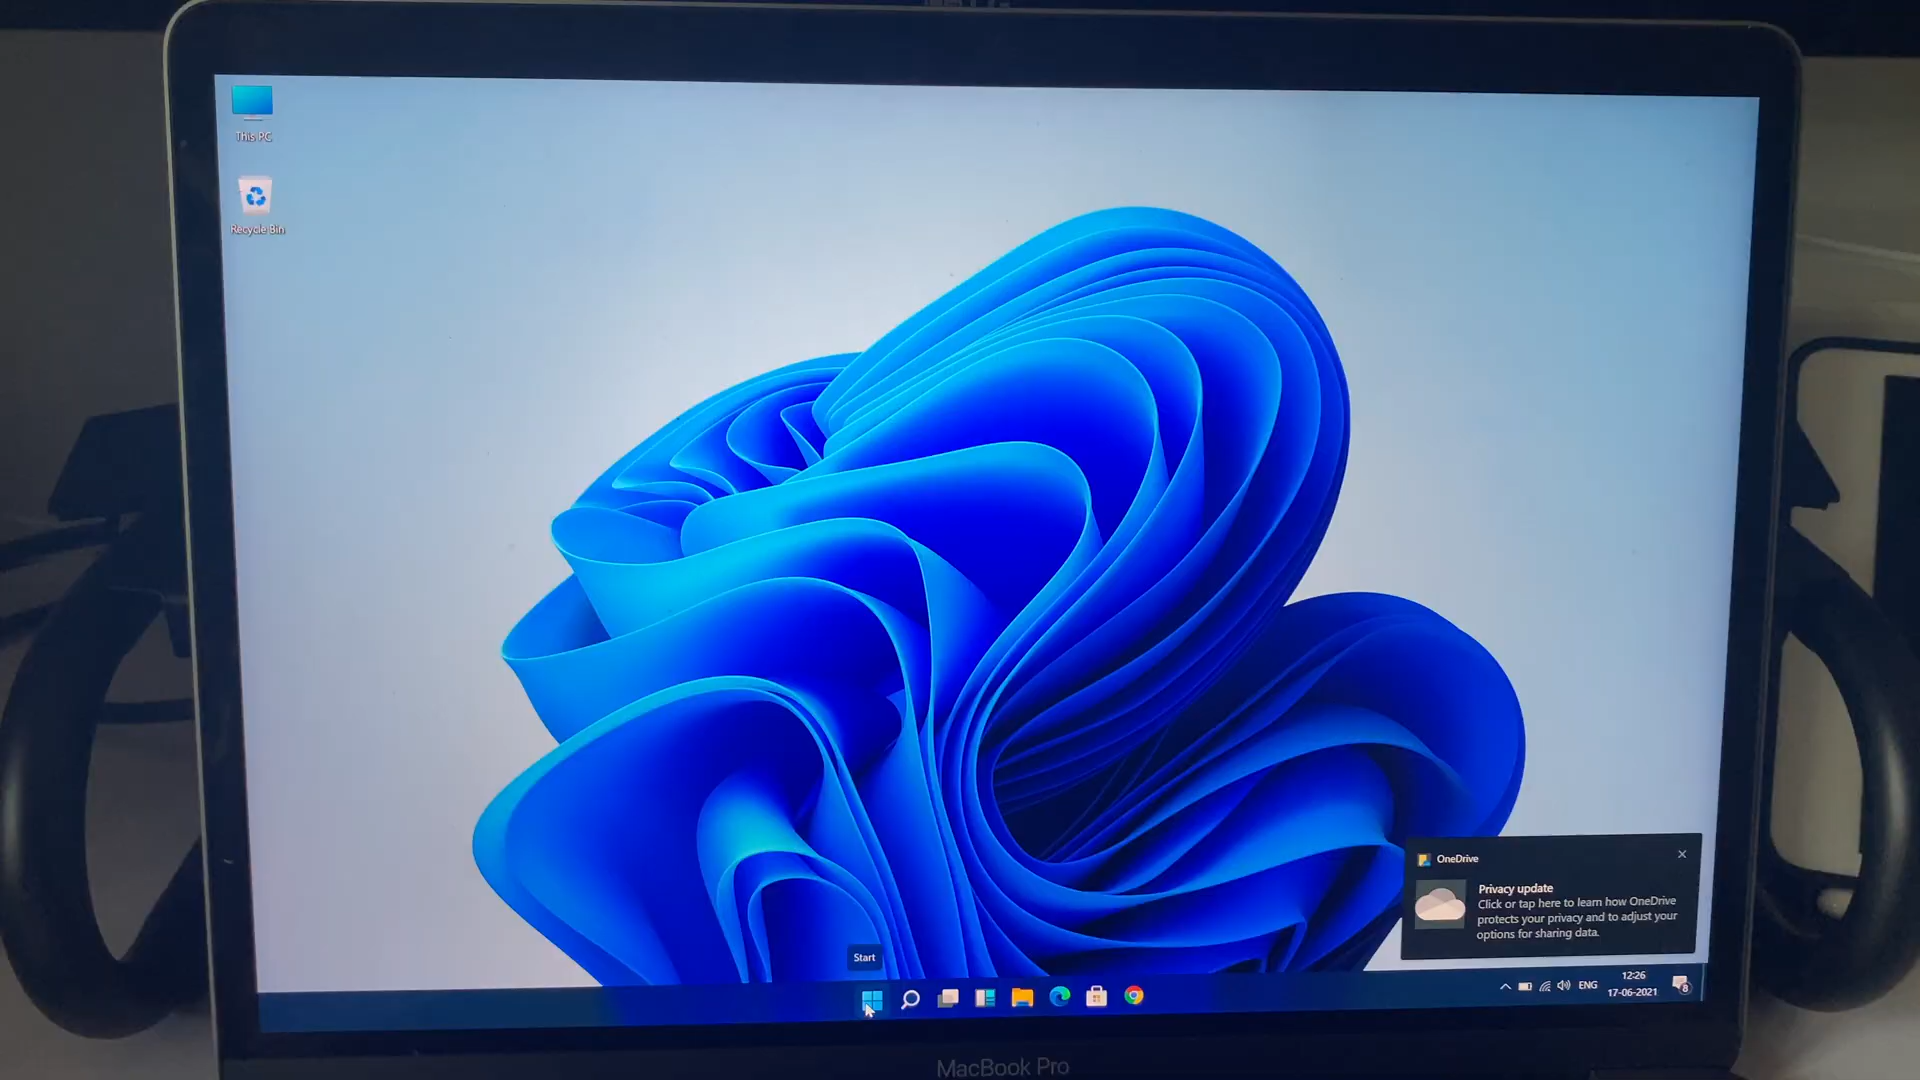 This PC
Recycle Bin
OneDrive
Privacy update
Click or tap here to learn how OneDrive
protects your privacy and to adjust your
options for sharing data.
Start
ENG
12:26
17-06-2021
8
MacBook Pro